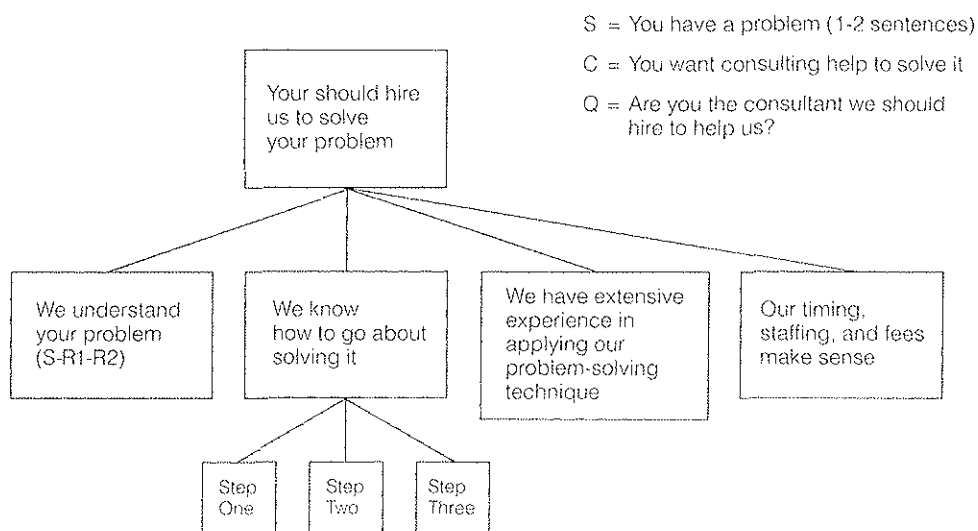 S = You have a problem (1-2 sentences)
C = You want consulting help to solve it
Q = Are you the consultant we should
hire to help us?
Your should hire
us to solve
your problem
We understand
your problem
(S-R1-R2)
We know
how to go about
solving it
We have extensive
experience in
applying our
problem-solving
technique
Our timing,
staffing, and fees
make sense
Step
One
Step
Two
Step
Three